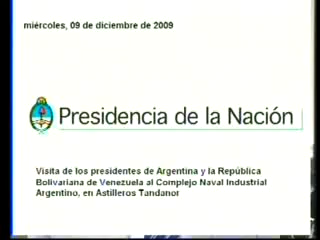 miércoles, 09 de diciembre de 2009
Presidencia de la Nación
Visita de los presidentes de Argentina y la República
Bolivariana de Venezuela al Complejo Naval Industrial
Argentino, en Astilleros Tandanor